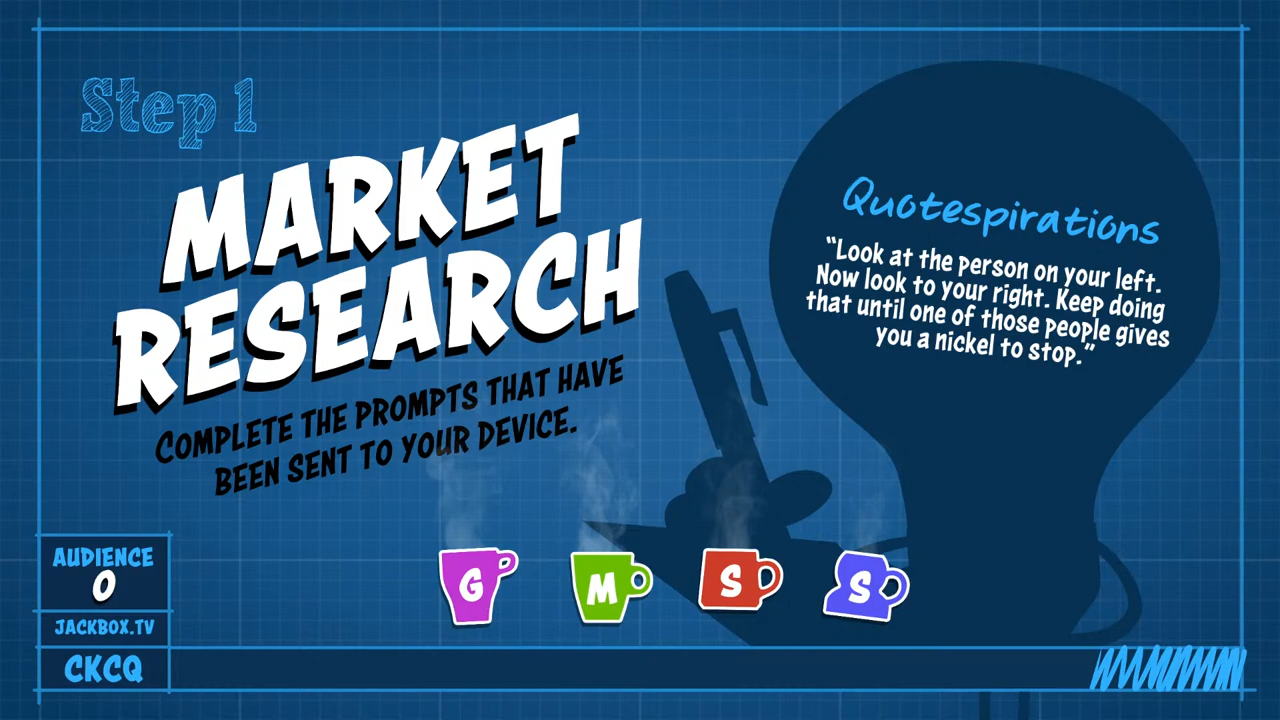 Step 1
MARKET
RESEARCH
COMPLETE THE PROMPTS THAT HAVE
BEEN SENT TO YOUR DEVICE.
Quotespirations
“Look at the person on your left.
Now look to your right. Keep doing
that until one of those people gives
you a nickel to stop.”
G
M
S
S
AUDIENCE
0
JACKBOX.TV
CKCQ